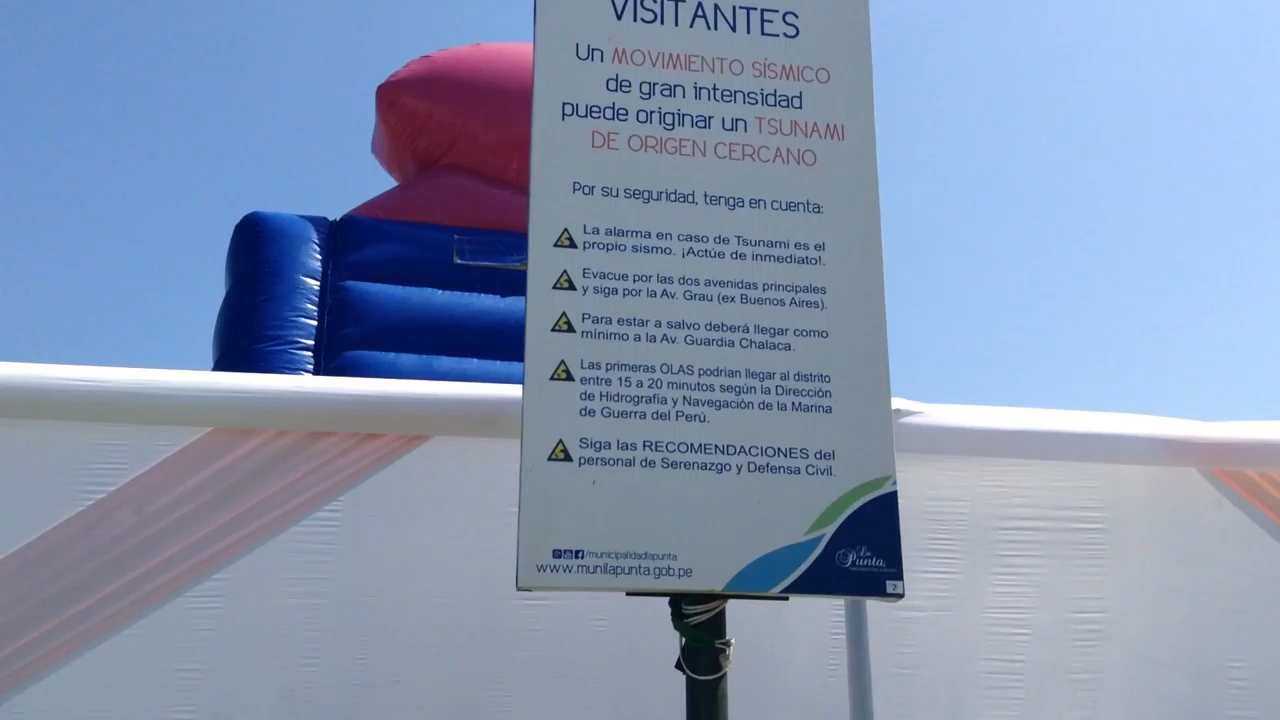 VISITANTES
Un MOVIMIENTO SÍSMICO
de gran intensidad
puede originar un TSUNAMI
DE ORIGEN CERCANO
Por su seguridad, tenga en cuenta:
La alarma en caso de Tsunami es el
propio sismo. ¡Actúe de inmediato!.
Evacue por las dos avenidas principales
y siga por la Av. Grau (ex Buenos Aires).
Para estar a salvo deberá llegar como
mínimo a la Av. Guardia Chalaca.
Las primeras OLAS podrían llegar al distrito
entre 15 a 20 minutos según la Dirección
de Hidrografía y Navegación de la Marina
de Guerra del Perú.
Siga las RECOMENDACIONES del
personal de Serenazgo y Defensa Civil.
/municipalidadlapunta
www.munilapunta.gob.pe
La
Punta
2